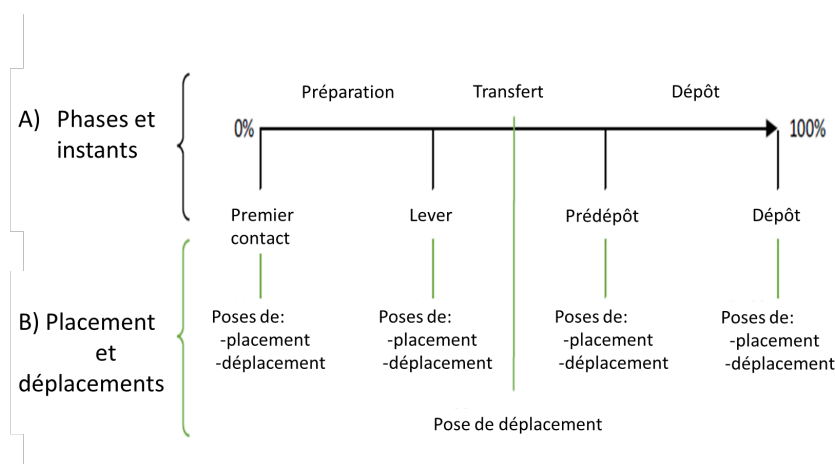 Préparation
Transfert
Dépôt
A) Phases et
instants
0%
100%
Premier
contact
Lever
Prédépôt
Dépôt
B) Placement
et
déplacements
Poses de:
-placement
-déplacement
Poses de:
-placement
-déplacement
Poses de:
-placement
-déplacement
Poses de:
-placement
-déplacement
Pose de déplacement